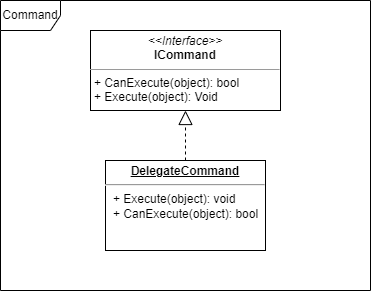 Command
<<Interface>>
ICommand
+ CanExecute(object): bool
+ Execute(object): Void
DelegateCommand
+ Execute(object): void
+ CanExecute(object): bool